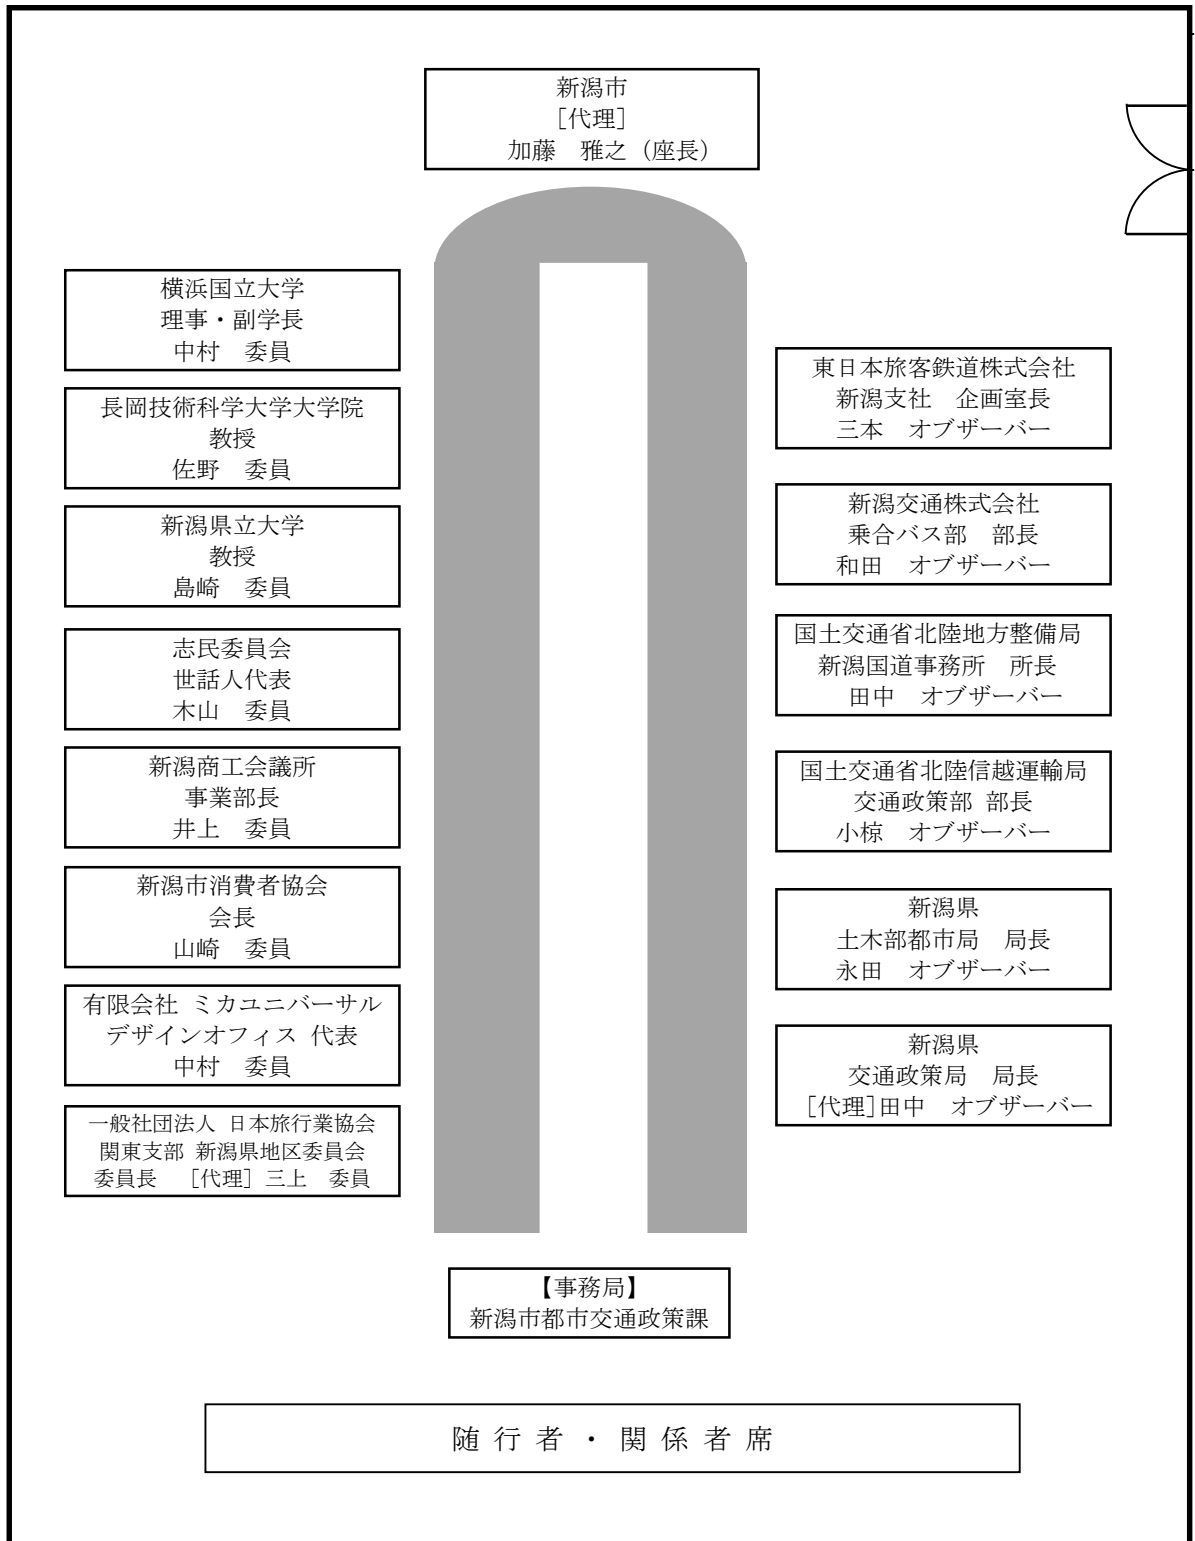 新潟市
［代理］
加藤　雅之（座長）
横浜国立大学
理事・副学長
中村　委員
長岡技術科学大学大学院
教授
佐野　委員
新潟県立大学
教授
島崎　委員
志民委員会
世話人代表
木山　委員
新潟商工会議所
事業部長
井上　委員
新潟市消費者協会
会長
山崎　委員
有限会社 ミカユニバーサル
デザインオフィス 代表
中村　委員
一般社団法人 日本旅行業協会
関東支部 新潟県地区委員会
委員長　［代理］三上　委員
東日本旅客鉄道株式会社
新潟支社　企画室長
三本　オブザーバー
新潟交通株式会社
乗合バス部　部長
和田　オブザーバー
国土交通省北陸地方整備局
新潟国道事務所　所長
田中　オブザーバー
国土交通省北陸信越運輸局
交通政策部 部長
小椋　オブザーバー
新潟県
土木部都市局　局長
永田　オブザーバー
新潟県
交通政策局　局長
［代理］田中　オブザーバー
【事務局】
新潟市都市交通政策課
随 行 者 ・ 関 係 者 席